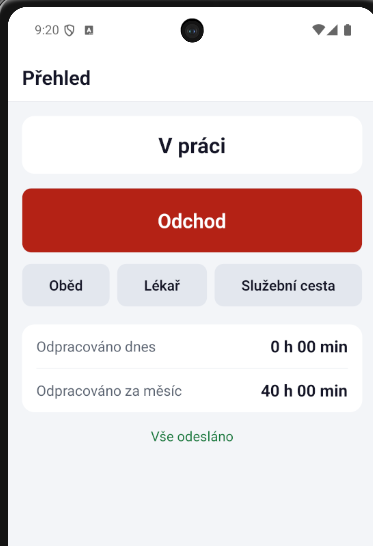 9:20
Přehled
V práci
Odchod
Oběd Lékař Služební cesta
Odpracováno dnes 0 h 00 min
Odpracováno za měsíc 40 h 00 min
Vše odesláno